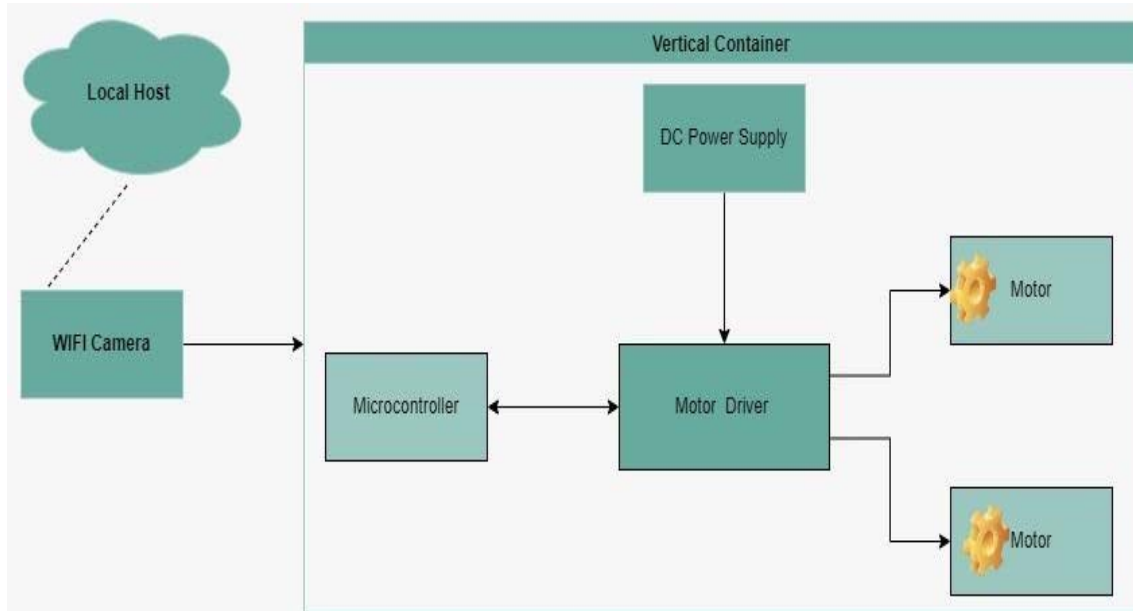 Vertical Container
Local Host
DC Power Supply
Motor
WIFI Camera
Microcontroller
Motor Driver
Motor